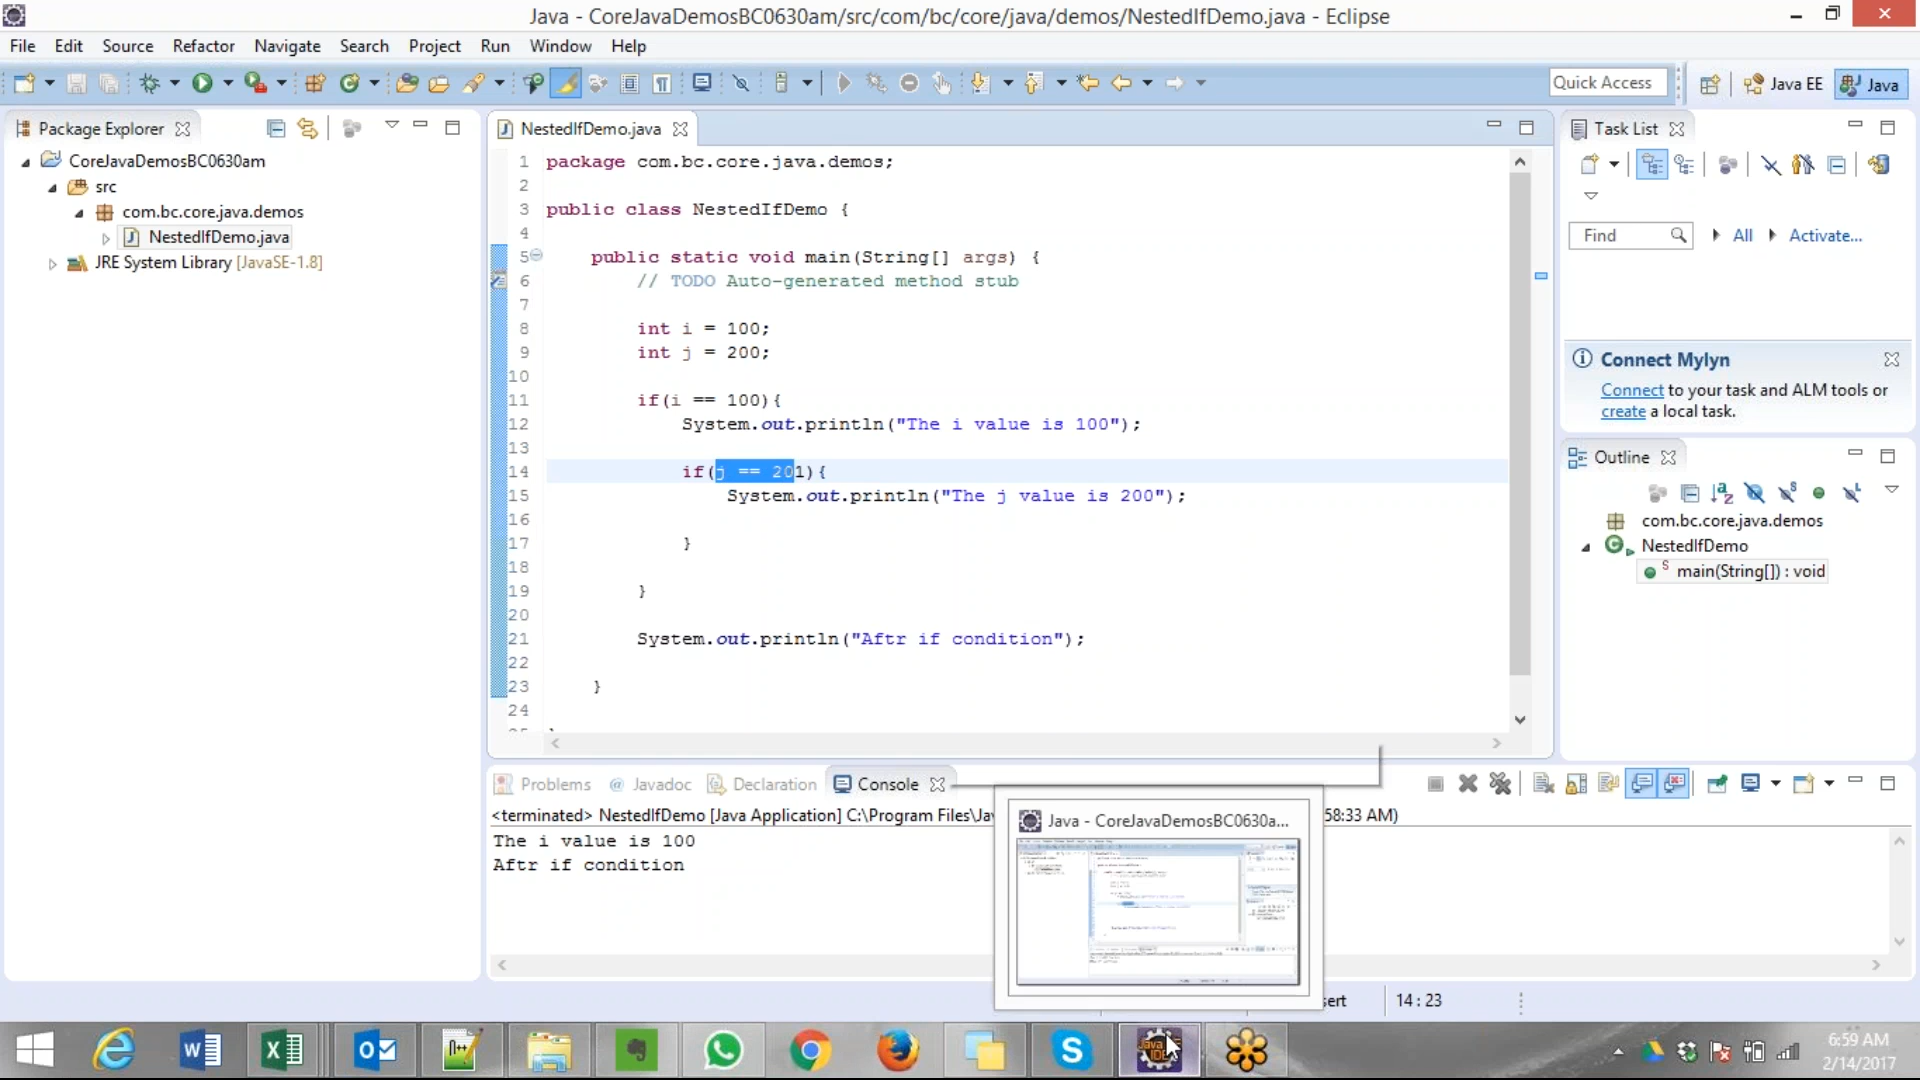 Java - CoreJavaDemosBC0630am/src/com/bc/core/java/demos/NestedIfDemo.java - Eclipse
File Edit Source Refactor Navigate Search Project Run Window Help
Quick Access
Java EE
Java
Package Explorer
CoreJavaDemosBC0630am
src
com.bc.core.java.demos
NestedIfDemo.java
JRE System Library [JavaSE-1.8]
NestedIfDemo.java
1 package com.bc.core.java.demos;
2
3 public class NestedIfDemo {
4
5 public static void main(String[] args) {
6 // TODO Auto-generated method stub
7
8 int i = 100;
9 int j = 200;
10
11 if(i == 100){
12 System.out.println("The i value is 100");
13
14 if(j == 201){
15 System.out.println("The j value is 200");
16
17 }
18
19 }
20
21 System.out.println("Aftr if condition");
22
23 }
24
Task List
Find
All
Activate...
Connect Mylyn
Connect to your task and ALM tools or
create a local task.
Outline
com.bc.core.java.demos
NestedIfDemo
main(String[]) : void
Problems
@ Javadoc
Declaration
Console
<terminated> NestedIfDemo [Java Application] C:\Program Files\Jav
58:33 AM)
The i value is 100
Aftr if condition
Java - CoreJavaDemosBC0630a...
sert
14 : 23
6:59 AM
2/14/2017